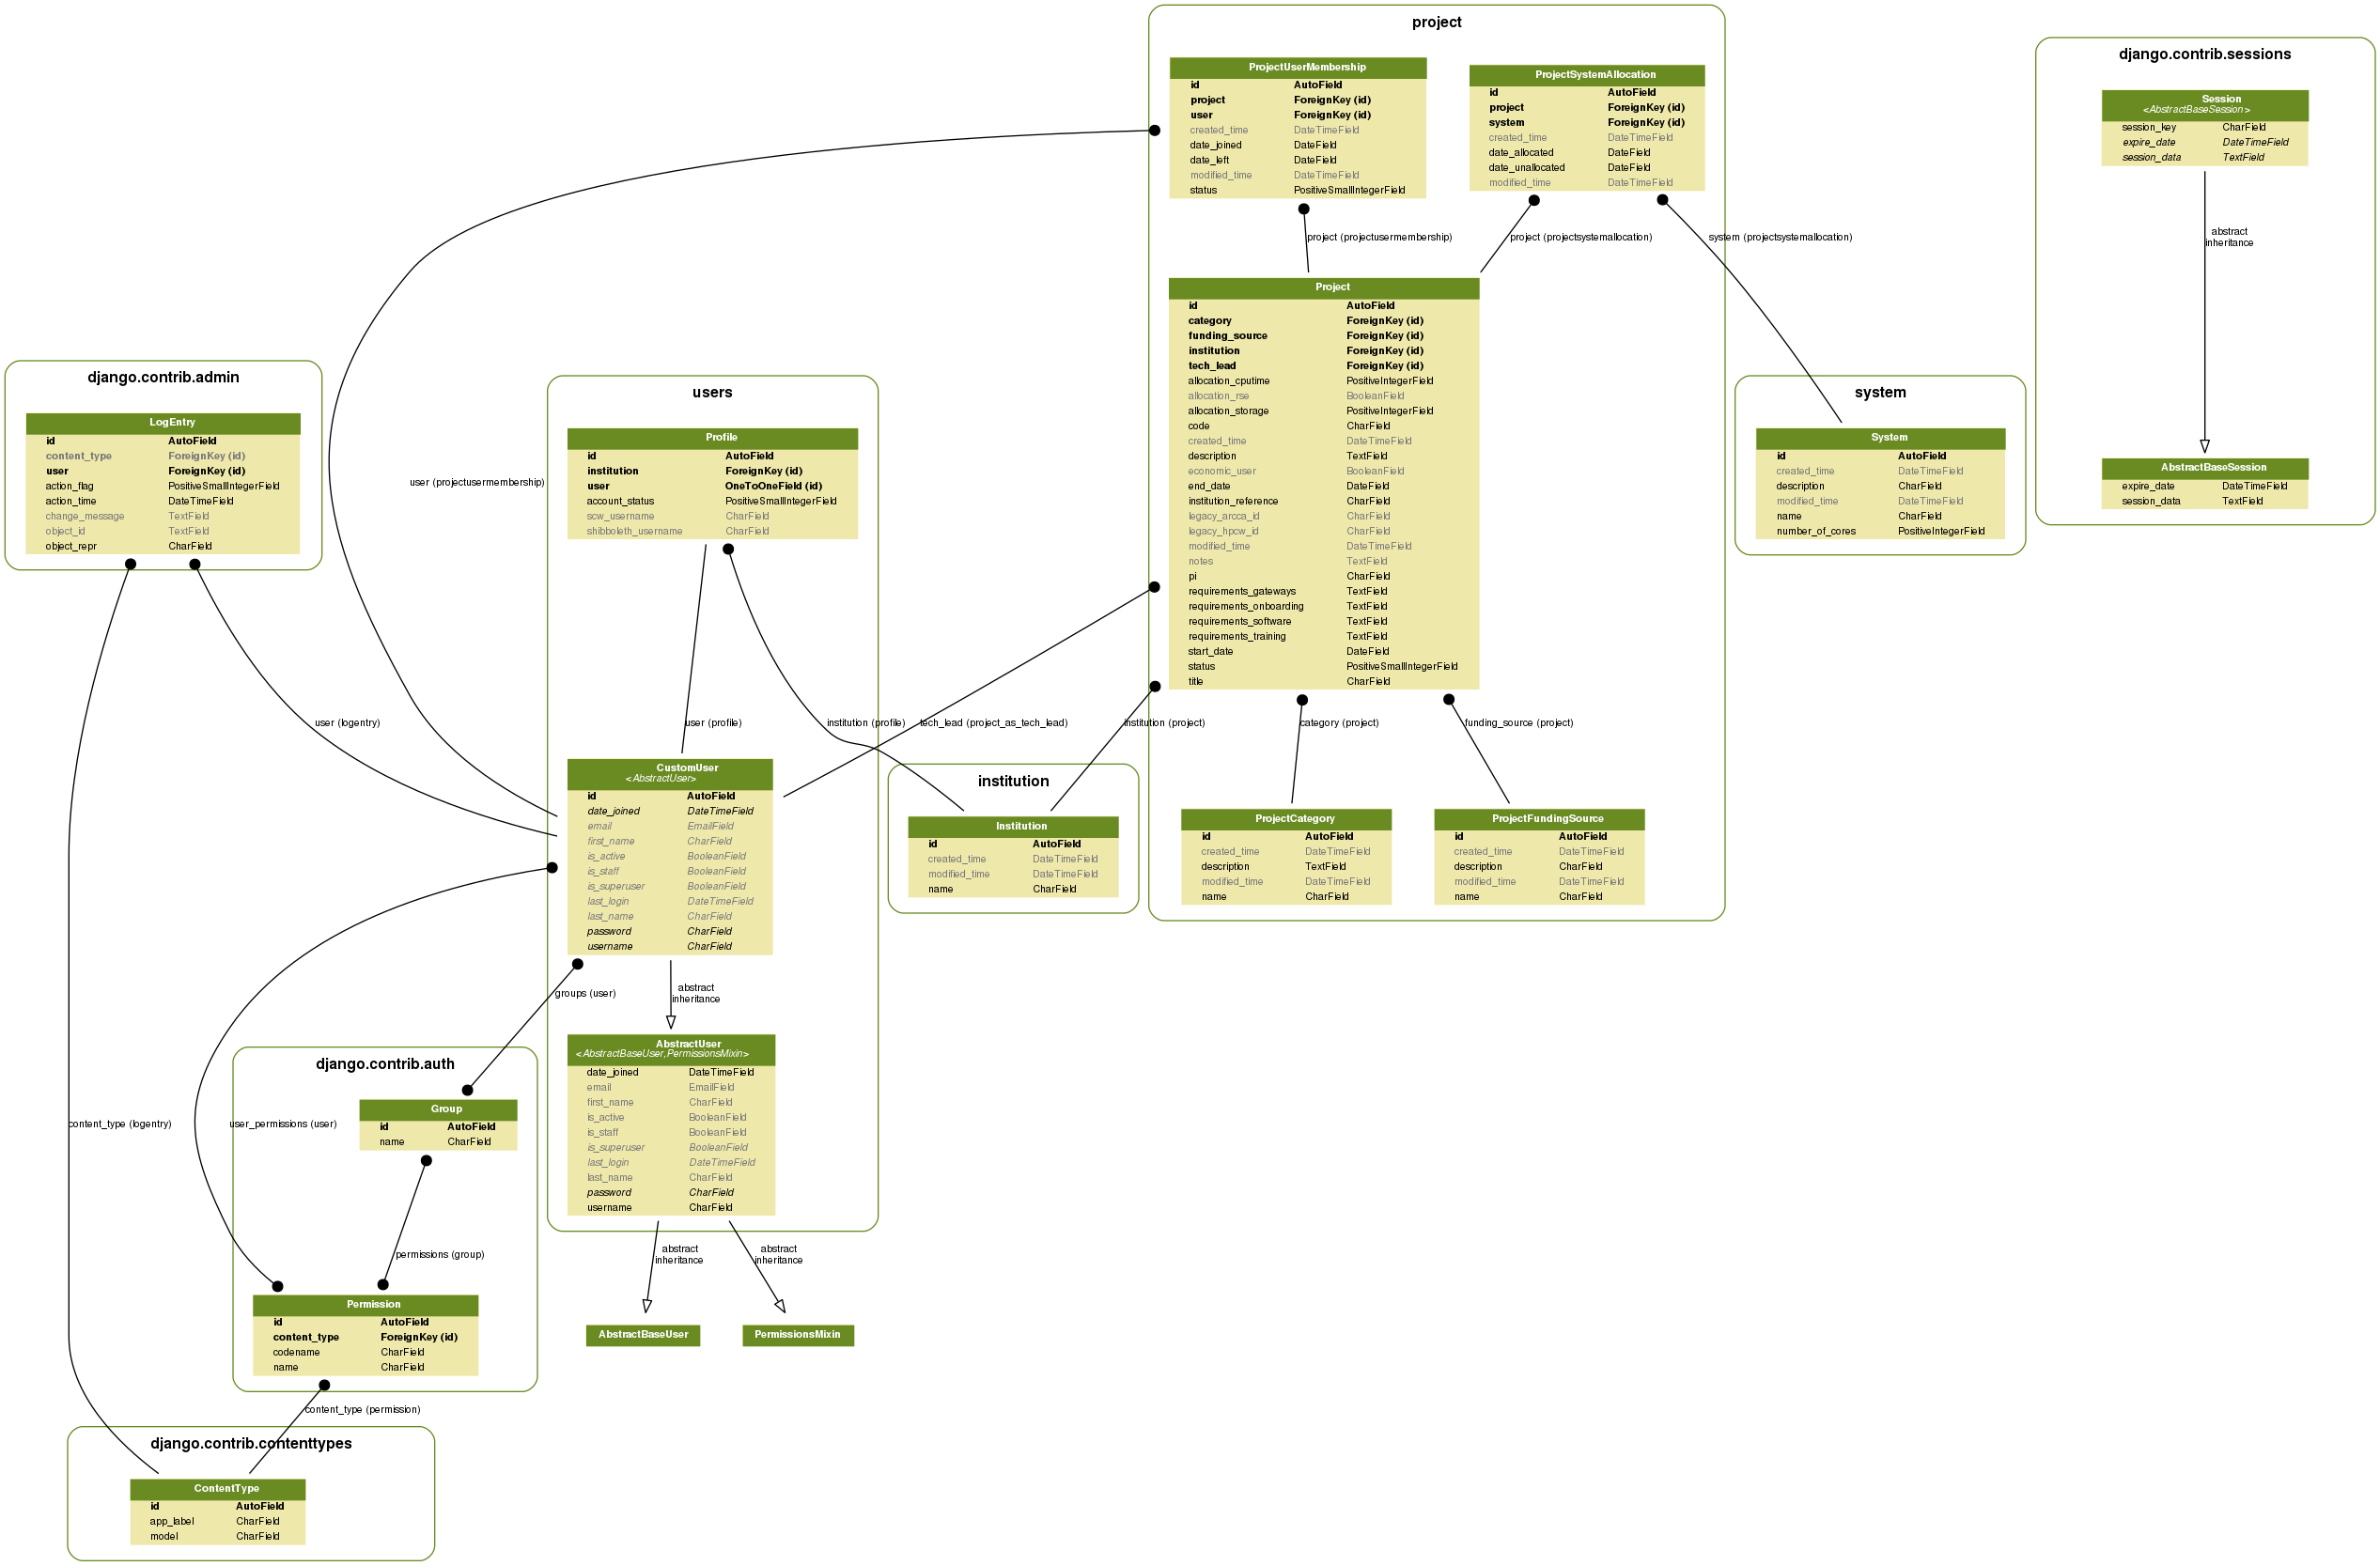 project
ProjectUserMembership
id AutoField
project ForeignKey (id)
user ForeignKey (id)
created_time DateTimeField
date_joined DateField
date_left DateField
modified_time DateTimeField
status PositiveSmallIntegerField
ProjectSystemAllocation
id AutoField
project ForeignKey (id)
system ForeignKey (id)
created_time DateTimeField
date_allocated DateField
date_unallocated DateField
modified_time DateTimeField
django.contrib.sessions
Session
<AbstractBaseSession>
session_key CharField
expire_date DateTimeField
session_data TextField
project (projectusermembership)
project (projectsystemallocation)
system (projectsystemallocation)
abstract
inheritance
Project
id AutoField
category ForeignKey (id)
funding_source ForeignKey (id)
institution ForeignKey (id)
tech_lead ForeignKey (id)
allocation_cputime PositiveIntegerField
allocation_rse BooleanField
allocation_storage PositiveIntegerField
code CharField
created_time DateTimeField
description TextField
economic_user BooleanField
end_date DateField
institution_reference CharField
legacy_arcca_id CharField
legacy_hpcw_id CharField
modified_time DateTimeField
notes TextField
pi CharField
requirements_gateways TextField
requirements_onboarding TextField
requirements_software TextField
requirements_training TextField
start_date DateField
status PositiveSmallIntegerField
title CharField
django.contrib.admin
LogEntry
id AutoField
content_type ForeignKey (id)
user ForeignKey (id)
action_flag PositiveSmallIntegerField
action_time DateTimeField
change_message TextField
object_id TextField
object_repr CharField
user (projectusermembership)
users
Profile
id AutoField
institution ForeignKey (id)
user OneToOneField (id)
account_status PositiveSmallIntegerField
scw_username CharField
shibboleth_username CharField
system
System
id AutoField
created_time DateTimeField
description CharField
modified_time DateTimeField
name CharField
number_of_cores PositiveIntegerField
AbstractBaseSession
expire_date DateTimeField
session_data TextField
user (logentry)
user (profile)
institution (profile)
tech_lead (project_as_tech_lead)
institution (project)
category (project)
funding_source (project)
CustomUser
<AbstractUser>
id AutoField
date_joined DateTimeField
email EmailField
first_name CharField
is_active BooleanField
is_staff BooleanField
is_superuser BooleanField
last_login DateTimeField
last_name CharField
password CharField
username CharField
institution
Institution
id AutoField
created_time DateTimeField
modified_time DateTimeField
name CharField
ProjectCategory
id AutoField
created_time DateTimeField
description TextField
modified_time DateTimeField
name CharField
ProjectFundingSource
id AutoField
created_time DateTimeField
description CharField
modified_time DateTimeField
name CharField
groups (user)
abstract
inheritance
AbstractUser
<AbstractBaseUser,PermissionsMixin>
date_joined DateTimeField
email EmailField
first_name CharField
is_active BooleanField
is_staff BooleanField
is_superuser BooleanField
last_login DateTimeField
last_name CharField
password CharField
username CharField
django.contrib.auth
Group
id AutoField
name CharField
content_type (logentry)
user_permissions (user)
permissions (group)
abstract
inheritance
abstract
inheritance
Permission
id AutoField
content_type ForeignKey (id)
codename CharField
name CharField
AbstractBaseUser
PermissionsMixin
content_type (permission)
django.contrib.contenttypes
ContentType
id AutoField
app_label CharField
model CharField